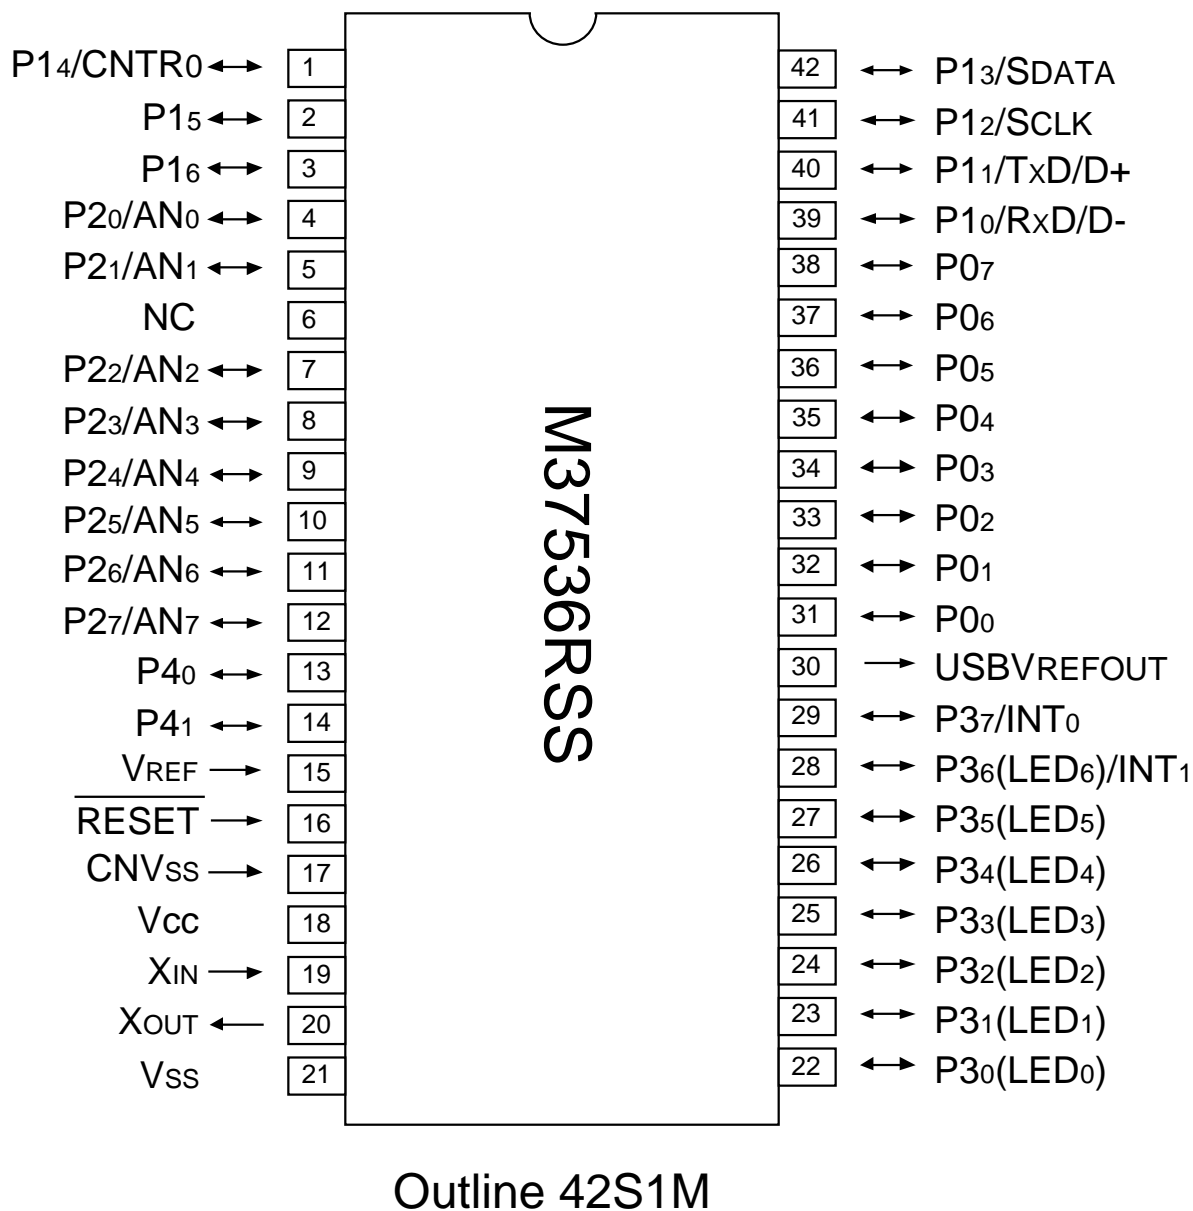 P14/CNTR0 1
P15 2
P16 3
P20/AN0 4
P21/AN1 5
NC 6
P22/AN2 7
P23/AN3 8
P24/AN4 9
P25/AN5 10
P26/AN6 11
P27/AN7 12
P40 13
P41 14
VREF 15
RESET 16
CNVSS 17
Vcc 18
XIN 19
XOUT 20
VSS 21
M37536RSS
42 P13/SDATA
41 P12/SCLK
40 P11/TXD/D+
39 P10/RXD/D-
38 P07
37 P06
36 P05
35 P04
34 P03
33 P02
32 P01
31 P00
30 USBVREFOUT
29 P37/INT0
28 P36(LED6)/INT1
27 P35(LED5)
26 P34(LED4)
25 P33(LED3)
24 P32(LED2)
23 P31(LED1)
22 P30(LED0)
Outline 42S1M